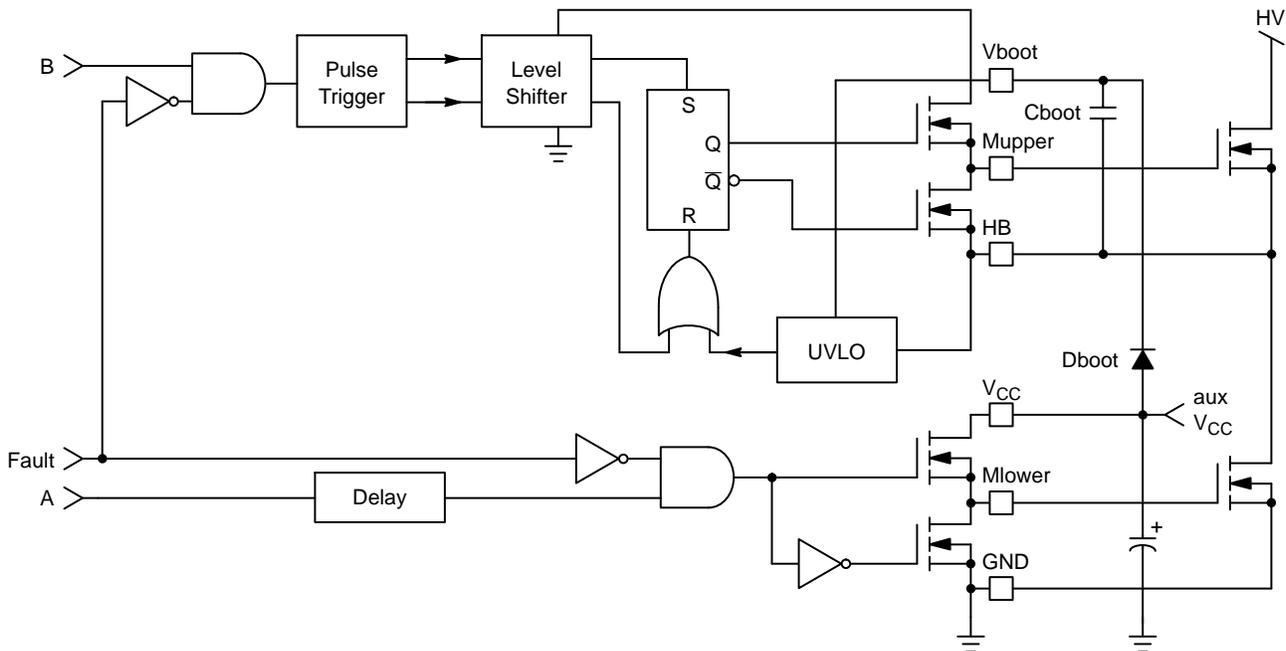 HV
Vboot
B
Pulse
Trigger
Level
Shifter
S
Cboot
Q
Mupper
Q̅
R
HB
UVLO
Dboot
VCC
aux
VCC
Fault
A
Delay
Mlower
+
GND